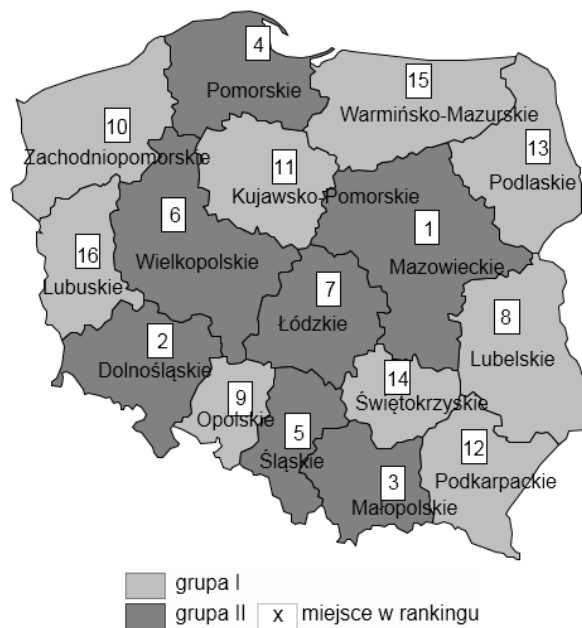 4
Pomorskie
15
Warmińsko-Mazurskie
10
Zachodniopomorskie
11
Kujawsko-Pomorskie
13
Podlaskie
6
Wielkopolskie
1
Mazowieckie
16
Lubuskie
7
Łódzkie
8
Lubelskie
2
Dolnośląskie
9
Opolskie
14
Świętokrzyskie
5
Śląskie
3
Małopolskie
12
Podkarpackie
grupa I
grupa II x miejsce w rankingu